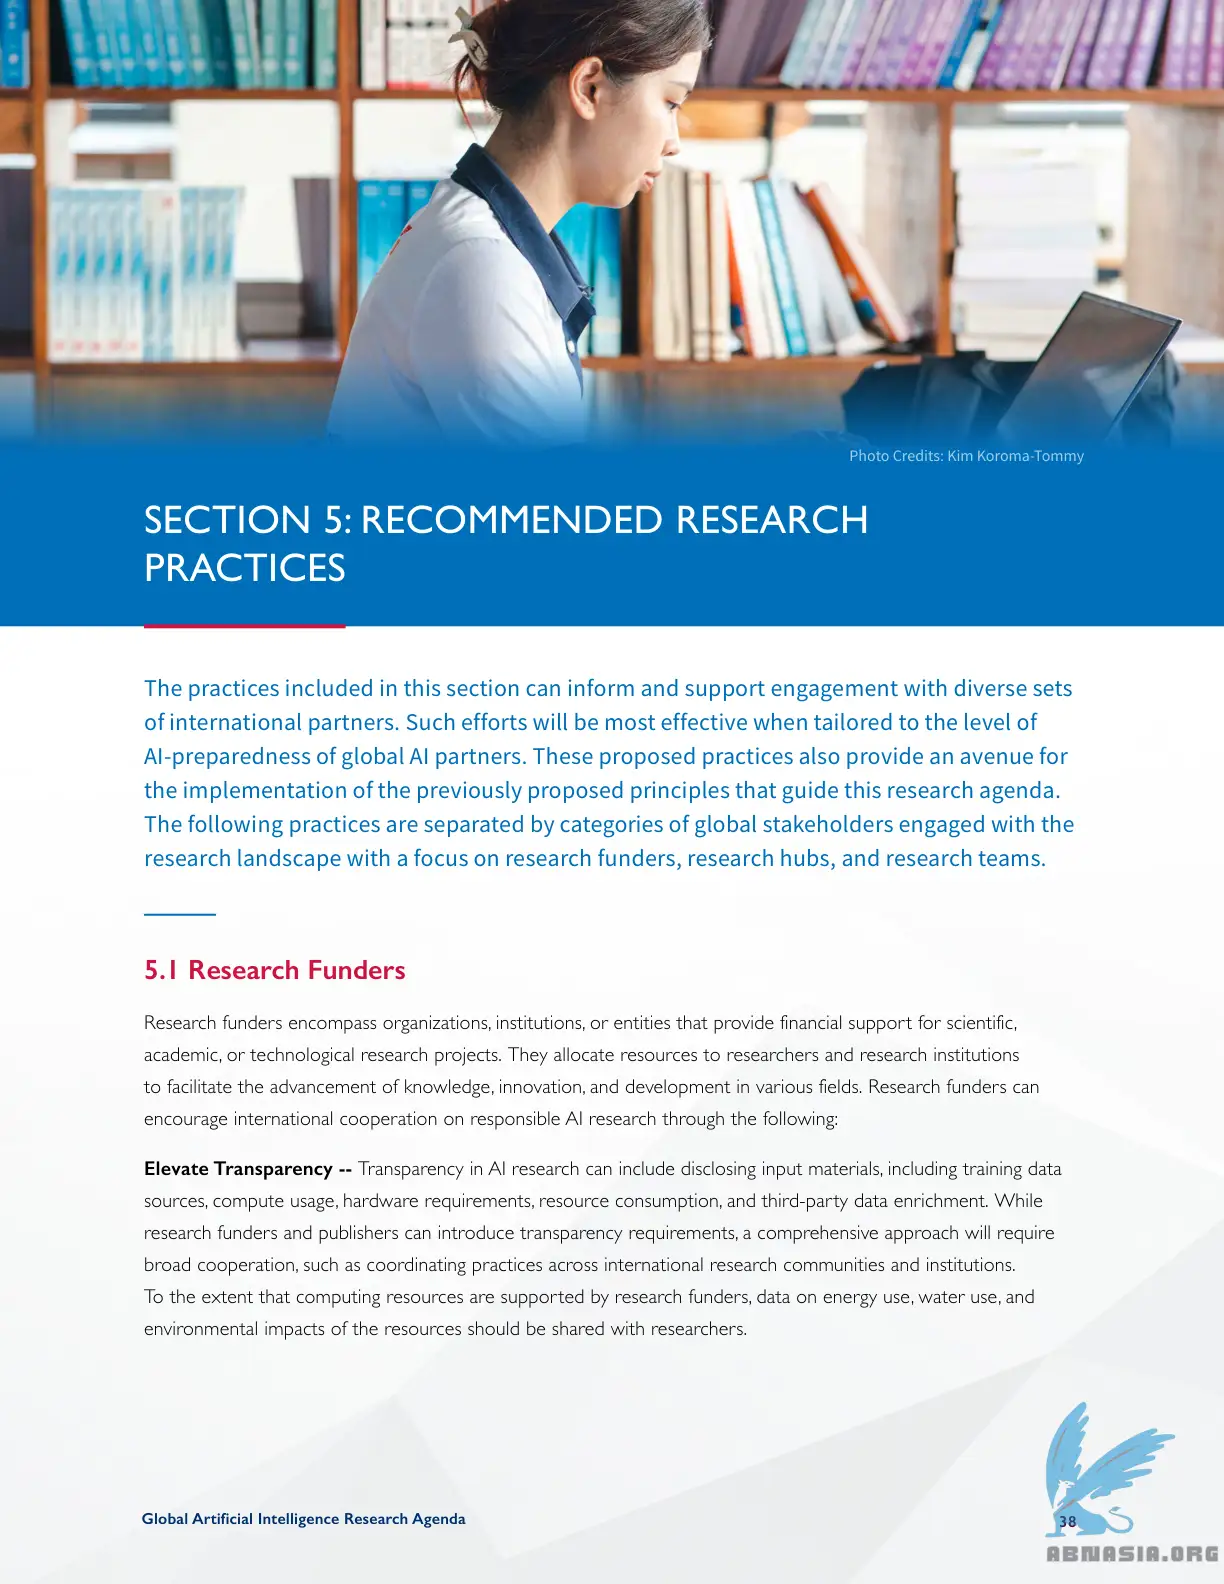 Photo Credits: Kim Koroma-Tommy
SECTION 5: RECOMMENDED RESEARCH
PRACTICES
The practices included in this section can inform and support engagement with diverse sets
of international partners. Such efforts will be most effective when tailored to the level of
AI-preparedness of global AI partners. These proposed practices also provide an avenue for
the implementation of the previously proposed principles that guide this research agenda.
The following practices are separated by categories of global stakeholders engaged with the
research landscape with a focus on research funders, research hubs, and research teams.
5.1 Research Funders
Research funders encompass organizations, institutions, or entities that provide financial support for scientific,
academic, or technological research projects. They allocate resources to researchers and research institutions
to facilitate the advancement of knowledge, innovation, and development in various fields. Research funders can
encourage international cooperation on responsible AI research through the following:
Elevate Transparency -- Transparency in AI research can include disclosing input materials, including training data
sources, compute usage, hardware requirements, resource consumption, and third-party data enrichment. While
research funders and publishers can introduce transparency requirements, a comprehensive approach will require
broad cooperation, such as coordinating practices across international research communities and institutions.
To the extent that computing resources are supported by research funders, data on energy use, water use, and
environmental impacts of the resources should be shared with researchers.
Global Artificial Intelligence Research Agenda
38
ABNASIA.ORG